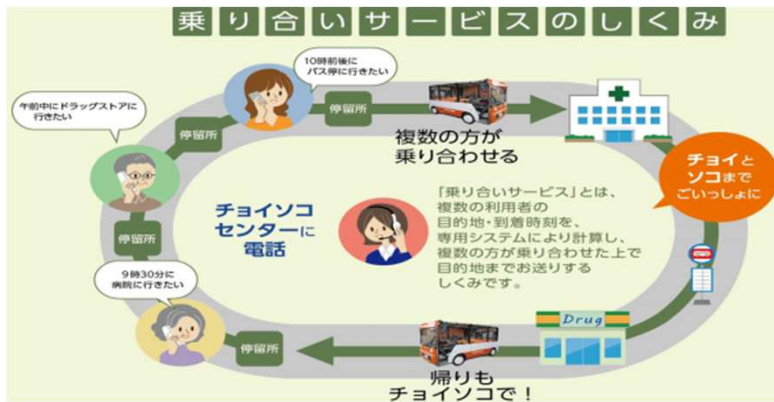 乗り合いサービスのしくみ
10時前後に
バス停に行きたい
午前中にドラッグストアに
行きたい
停留所
停留所
複数の方が
乗り合わせる
チョイと
ソコまで
ごいっしょに
チョイソコ
センターに
電話
「乗り合いサービス」とは、
複数の利用者の
目的地・到着時刻を、
専用システムにより計算し、
複数の方が乗り合わせた上で
目的地までお送りする
しくみです。
停留所
9時30分に
病院に行きたい
停留所
Drug
帰りも
チョイソコで!